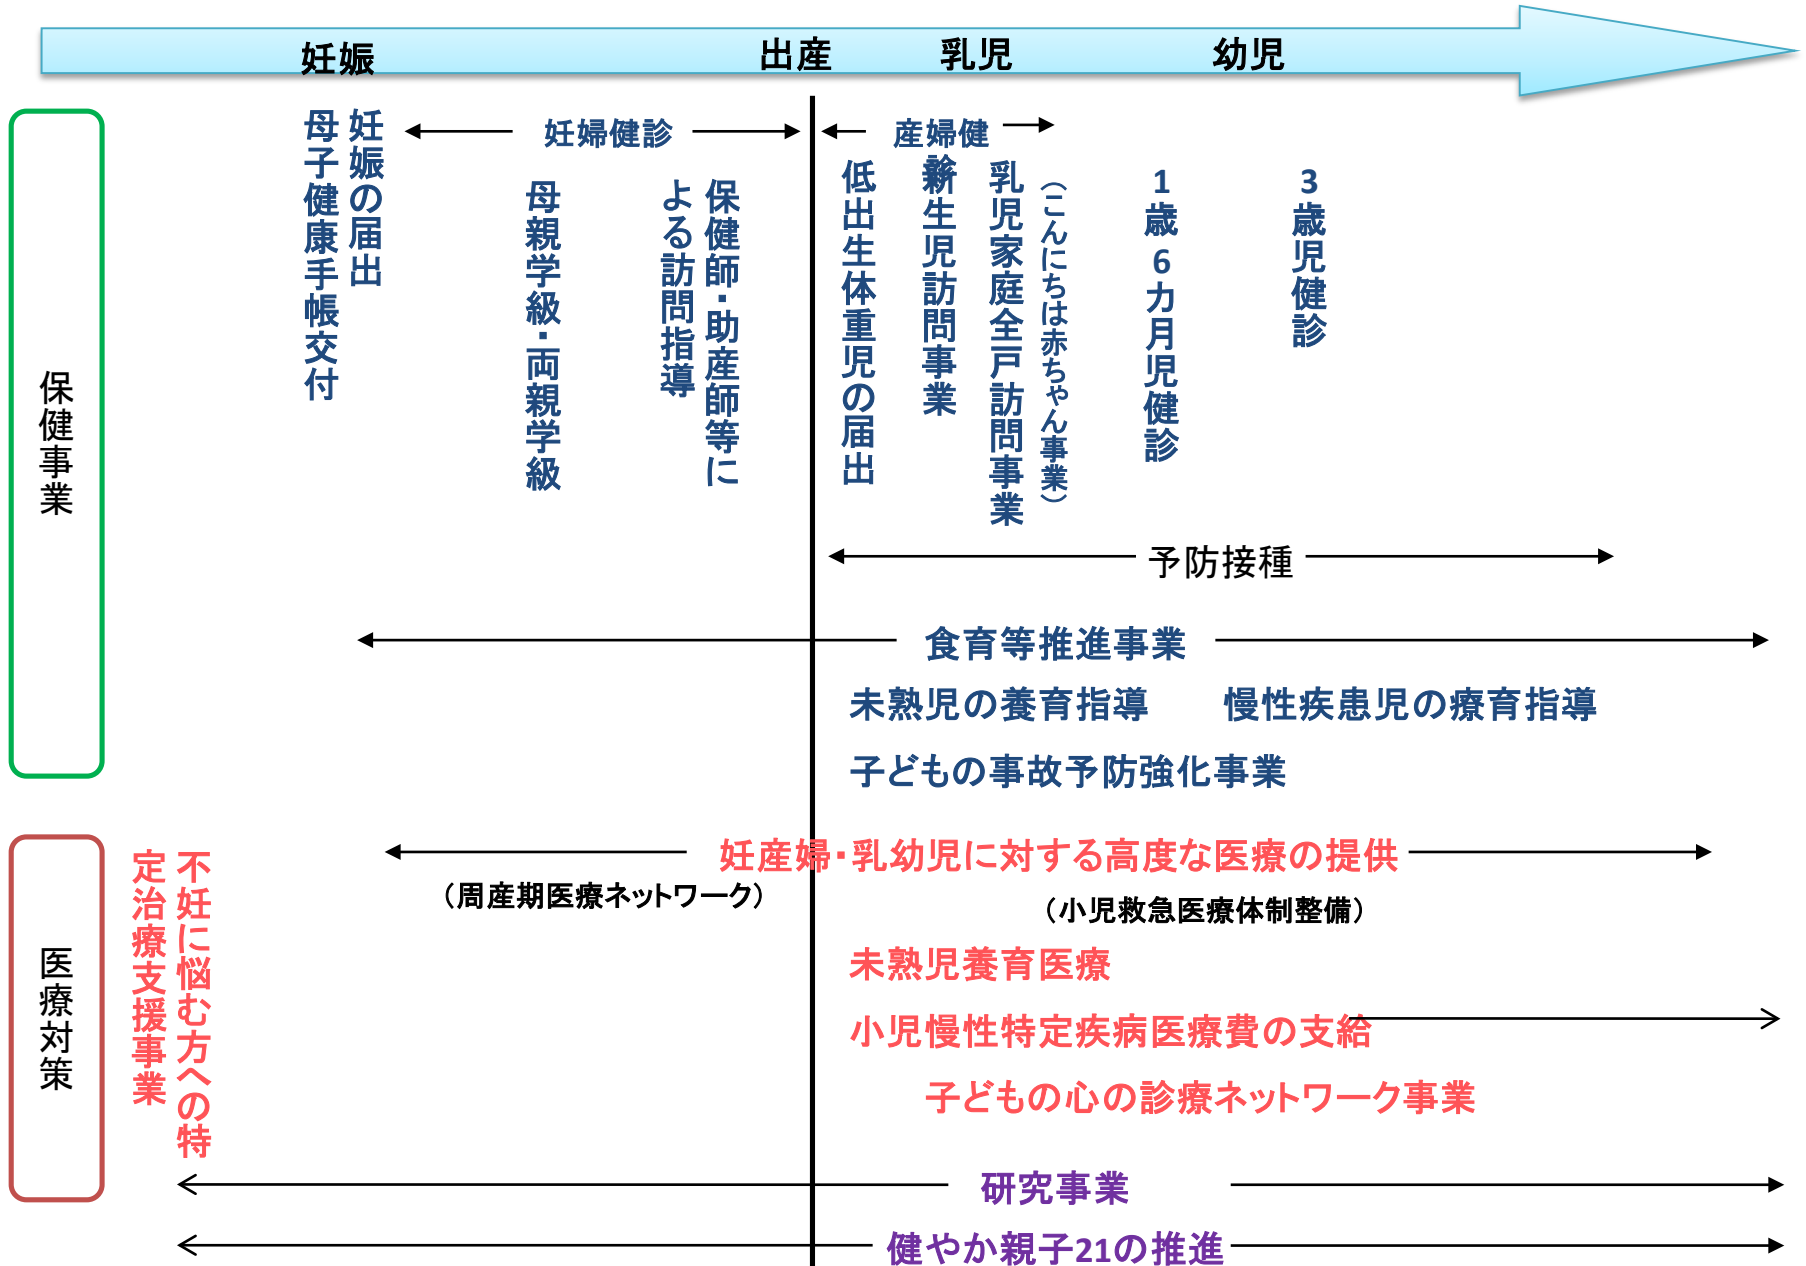 妊娠
出産
乳児
幼児
保健事業
妊娠の届出
母子健康手帳交付
妊婦健診
母親学級・両親学級
保健師・助産師等に
よる訪問指導
産婦健
診
低出生体重児の届出
新生児訪問事業
乳児家庭全戸訪問事業
（こんにちは赤ちゃん事業）
1歳6カ月児健診
3歳児健診
予防接種
食育等推進事業
未熟児の養育指導
慢性疾患児の療育指導
子どもの事故予防強化事業
医療対策
不妊に悩む方への特
定治療支援事業
妊産婦・乳幼児に対する高度な医療の提供
（周産期医療ネットワーク）
（小児救急医療体制整備）
未熟児養育医療
小児慢性特定疾病医療費の支給
子どもの心の診療ネットワーク事業
研究事業
健やか親子21の推進